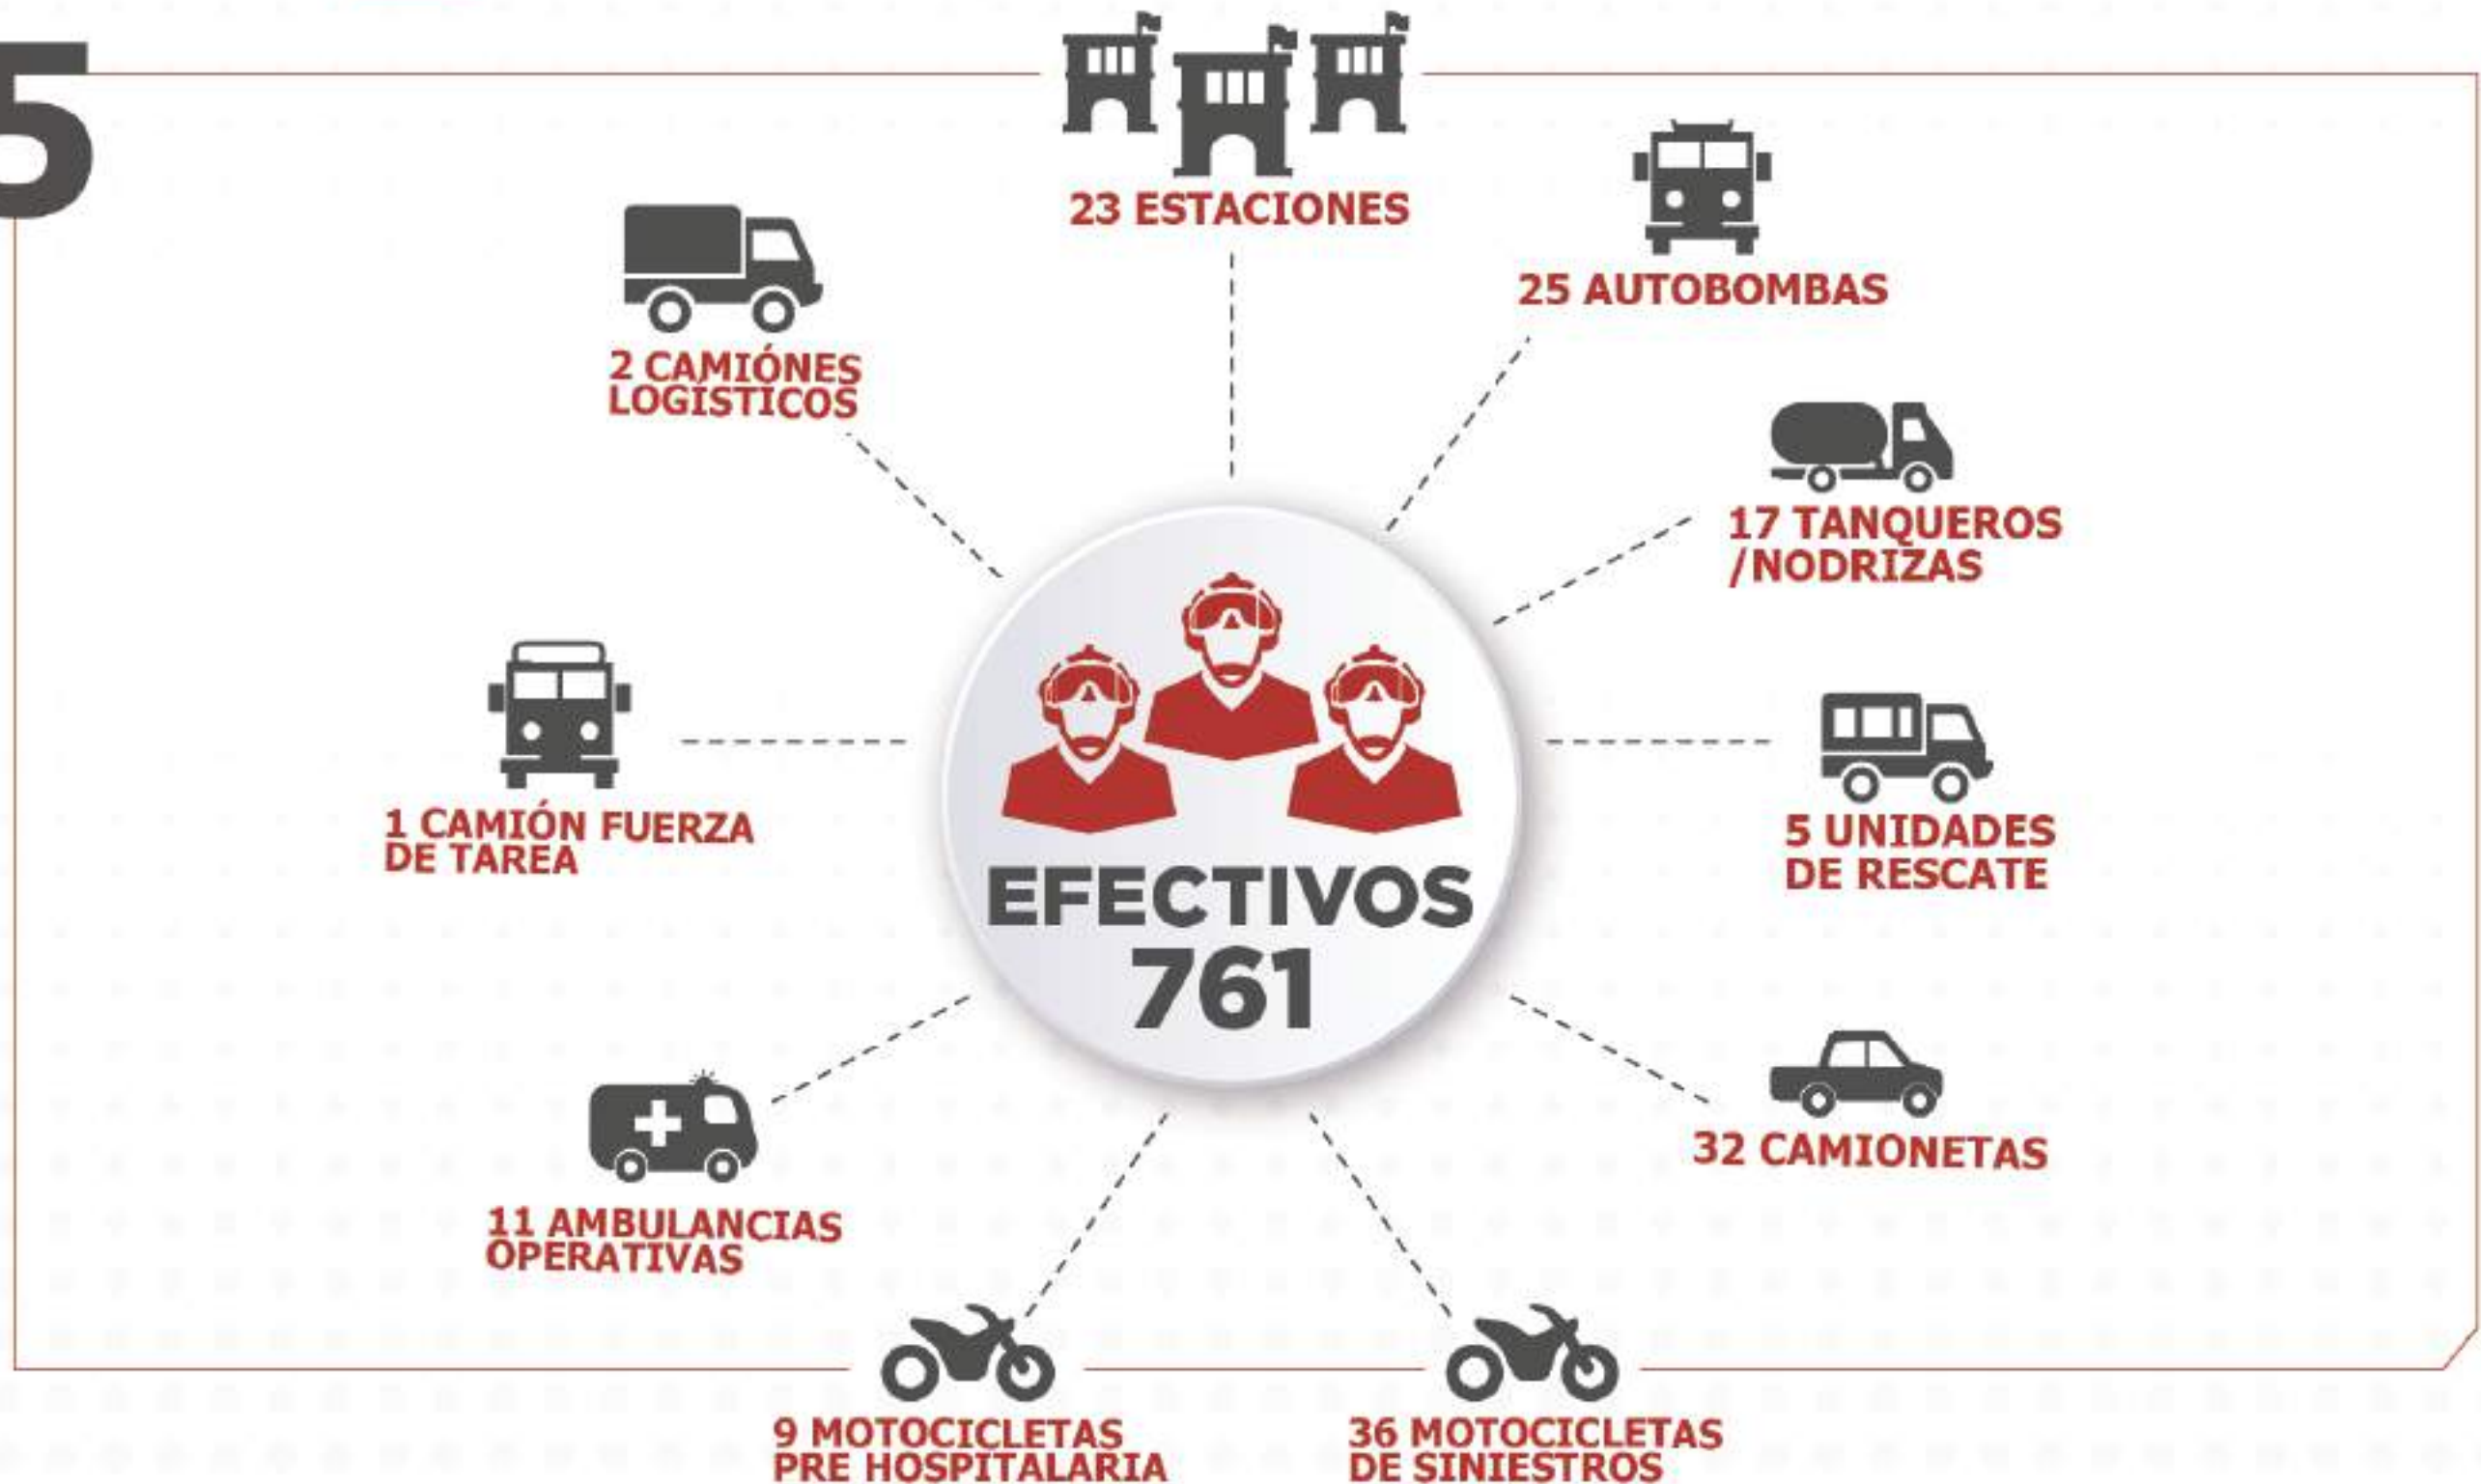 5
23 ESTACIONES
25 AUTOBOMBAS
2 CAMIÓNES
LOGÍSTICOS
17 TANQUEROS
/NODRIZAS
1 CAMIÓN FUERZA
DE TAREA
5 UNIDADES
DE RESCATE
EFECTIVOS
761
32 CAMIONETAS
11 AMBULANCIAS
OPERATIVAS
9 MOTOCICLETAS
PRE HOSPITALARIA
36 MOTOCICLETAS
DE SINIESTROS